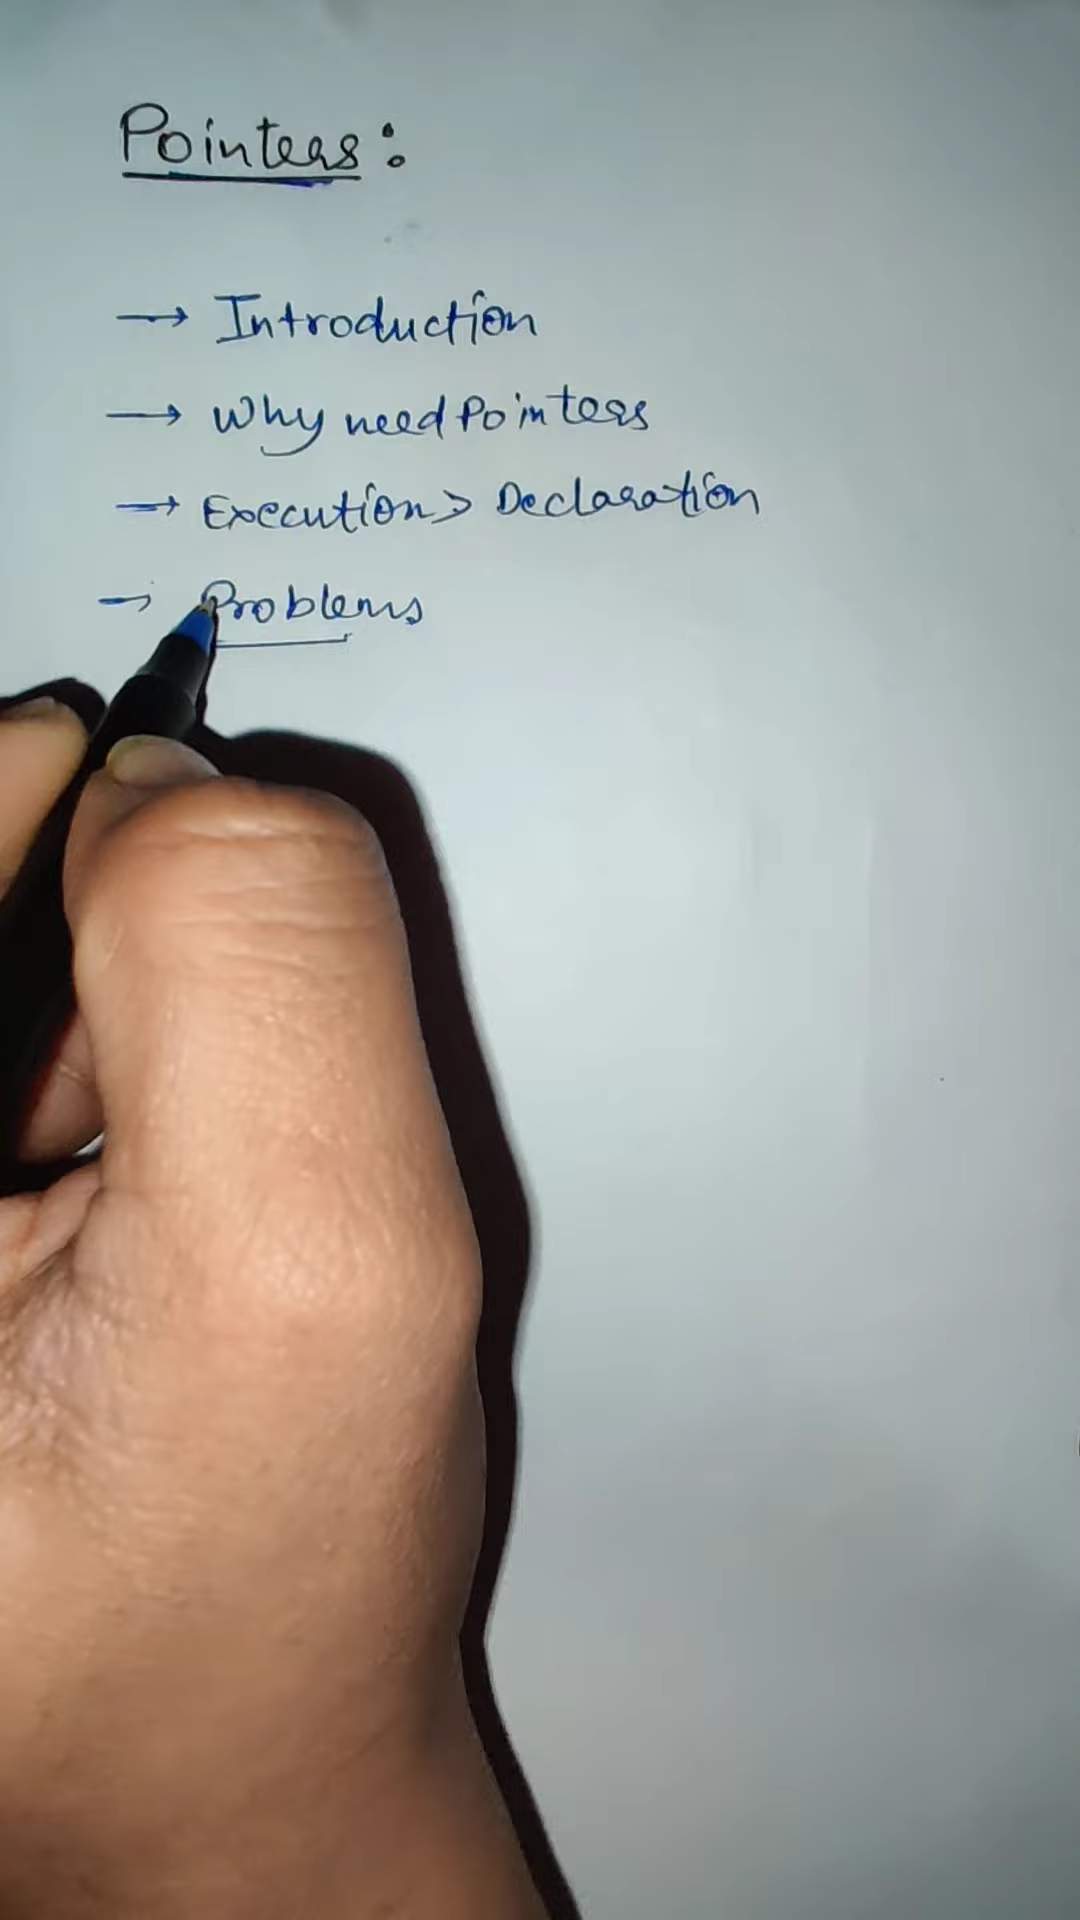 Pointers :
→ Introduction
→ Why need Pointers
→ Execution > Declaration
→ Problems